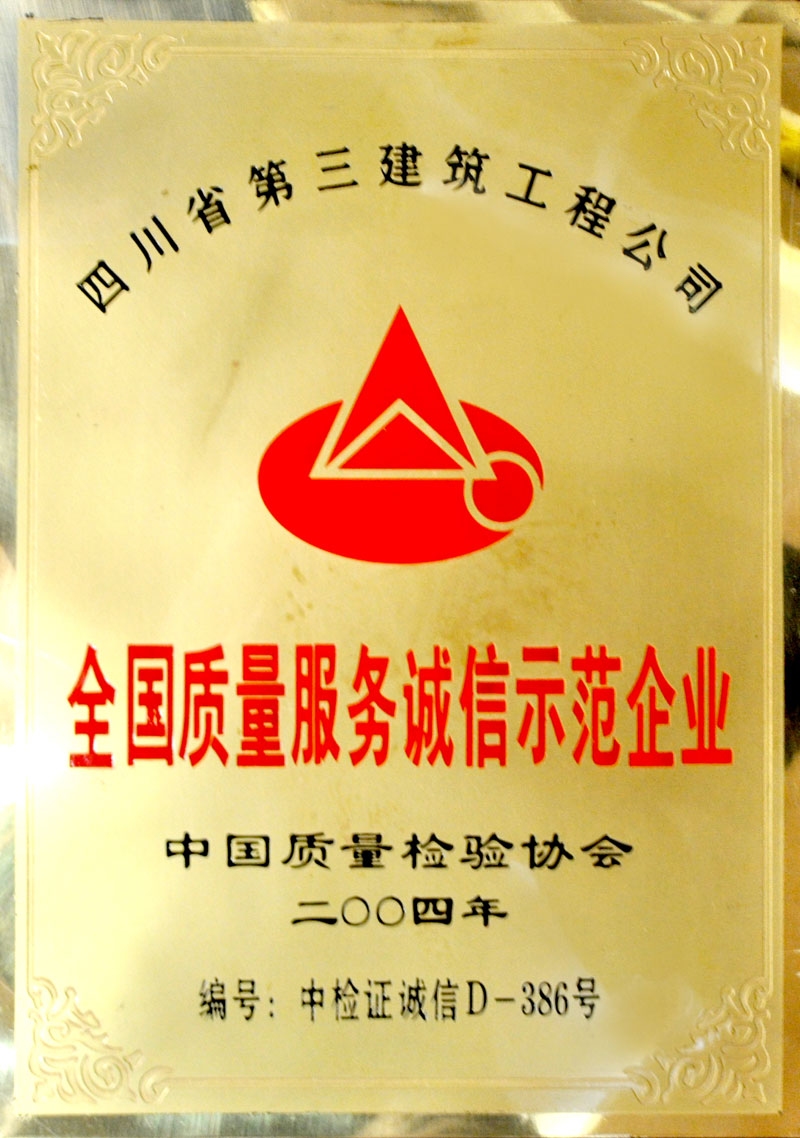 四川省第三建筑工程公司
全国质量服务诚信示范企业
中国质量检验协会
二〇〇四年
编号：中检证诚信D-386号